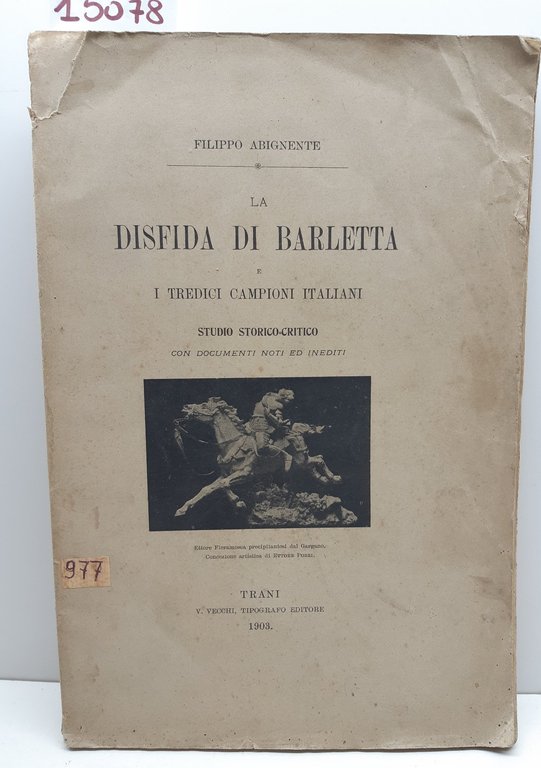 15078
FILIPPO ABIGNENTE
LA
DISFIDA DI BARLETTA
E
I TREDICI CAMPIONI ITALIANI
STUDIO STORICO-CRITICO
CON DOCUMENTI NOTI ED INEDITI
Ettore Fieramosca precipitantesi dal Gargano.
Concezione artistica di ETTORE
977
TRANI
V. VECCHI, TIPOGRAFO EDITORE
1903.